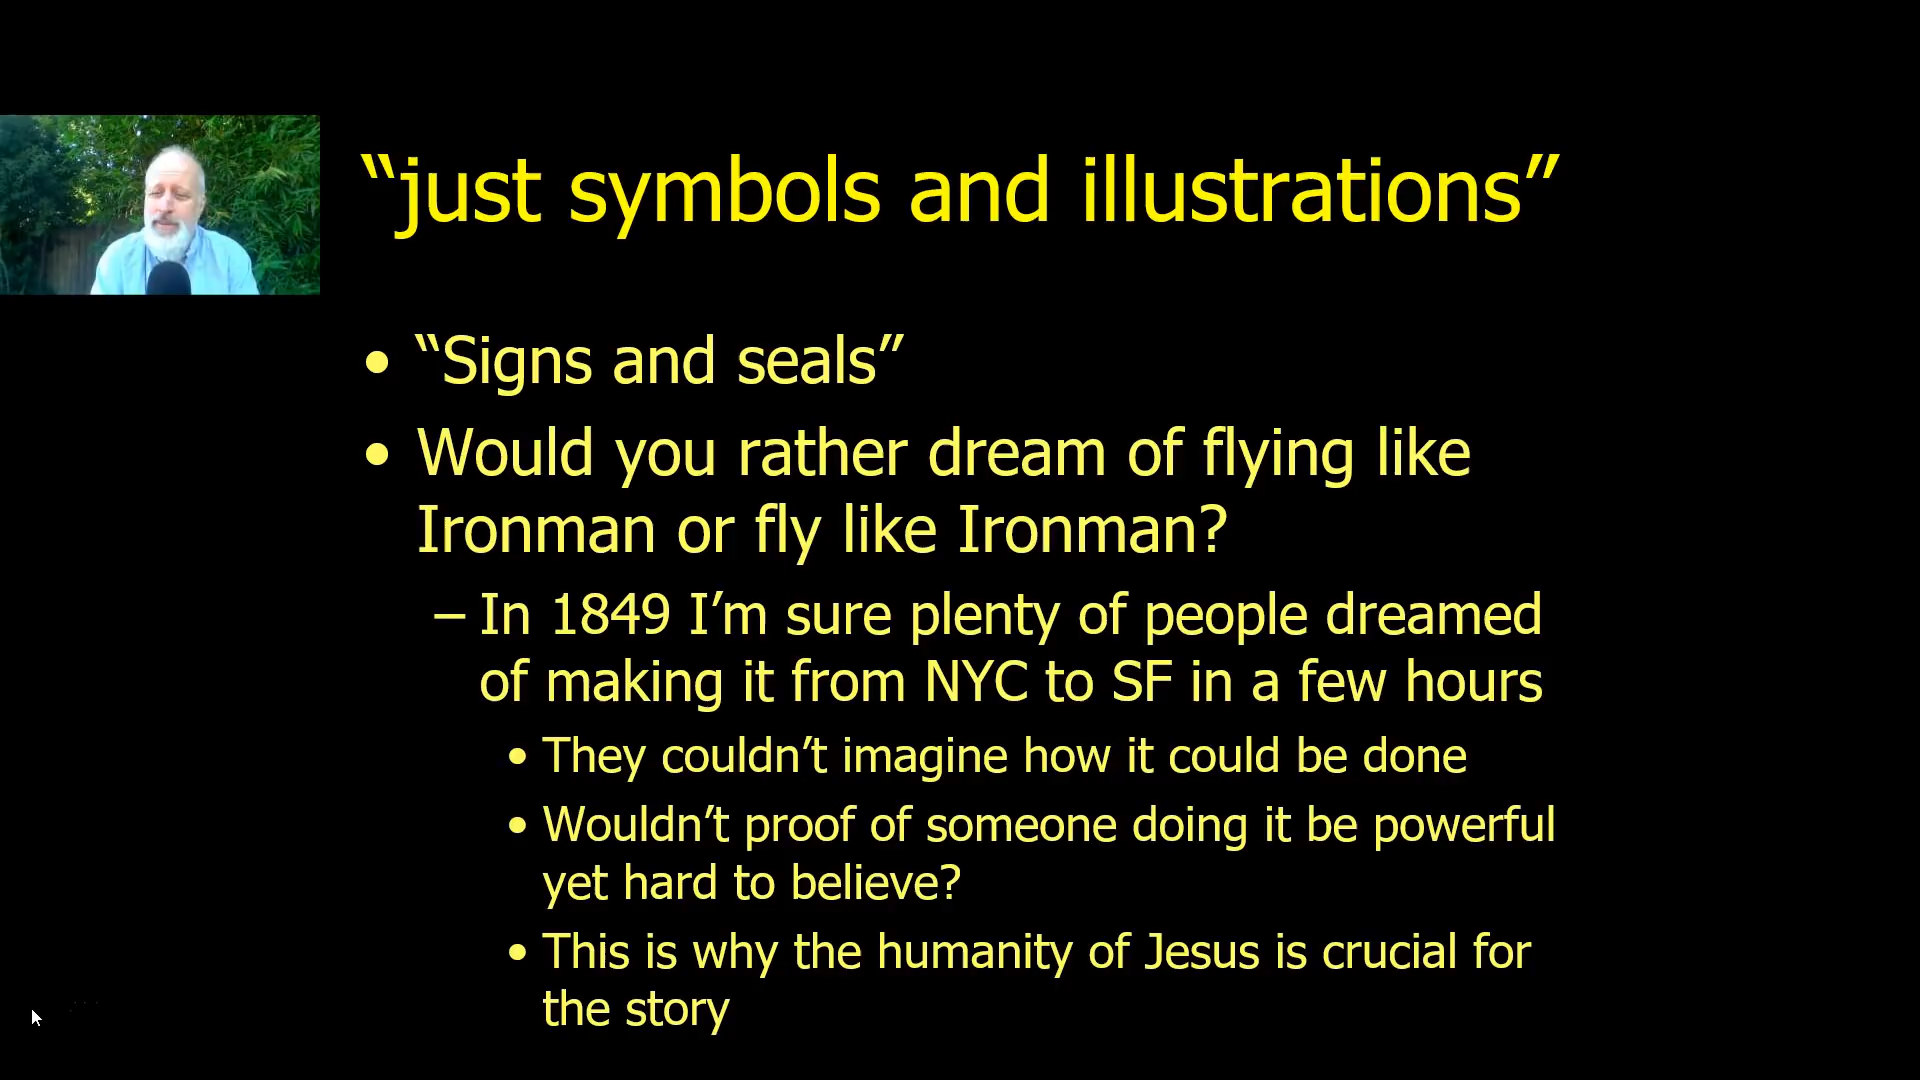 “just symbols and illustrations”
• “Signs and seals”
• Would you rather dream of flying like
Ironman or fly like Ironman?
– In 1849 I’m sure plenty of people dreamed
of making it from NYC to SF in a few hours
• They couldn’t imagine how it could be done
• Wouldn’t proof of someone doing it be powerful
yet hard to believe?
• This is why the humanity of Jesus is crucial for
the story